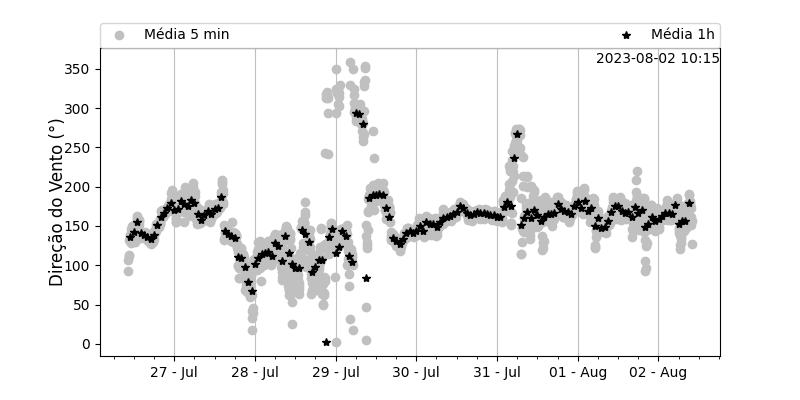 Média 5 min
Média 1h
2023-08-02 10:15
Direção do Vento (°)
350
300
250
200
150
100
50
0
27 - Jul
28 - Jul
29 - Jul
30 - Jul
31 - Jul
01 - Aug
02 - Aug